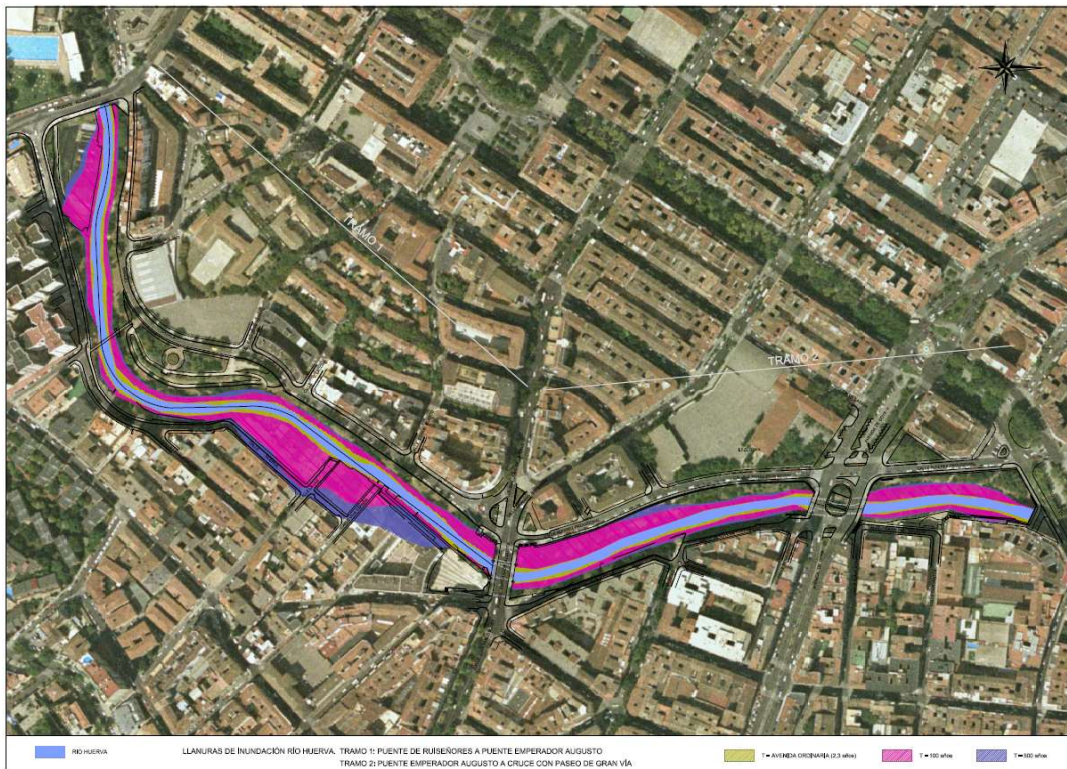 TRAMO 1
TRAMO 2
RIO HUERVA
LLANURAS DE INUNDACIÓN RÍO HUERVA. TRAMO 1: PUENTE DE RUISEÑORES A PUENTE EMPERADOR AUGUSTO
TRAMO 2: PUENTE EMPERADOR AUGUSTO A CRUCE CON PASEO DE GRAN VÍA
T = AVENIDA ORDINARIA (2,3 años)
T = 100 años
T = 500 años